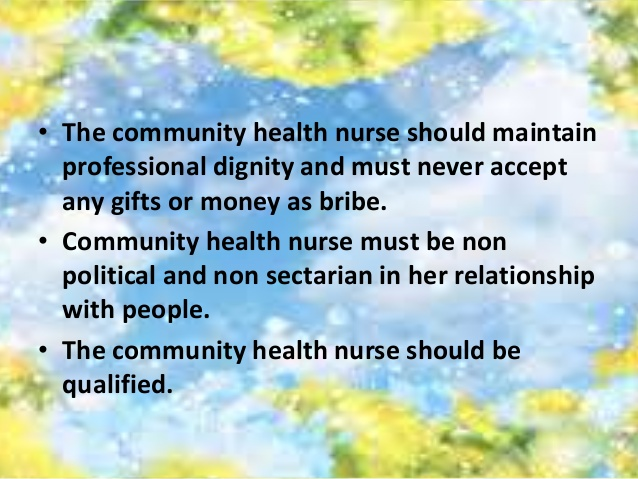 • The community health nurse should maintain
professional dignity and must never accept
any gifts or money as bribe.
• Community health nurse must be non
political and non sectarian in her relationship
with people.
• The community health nurse should be
qualified.